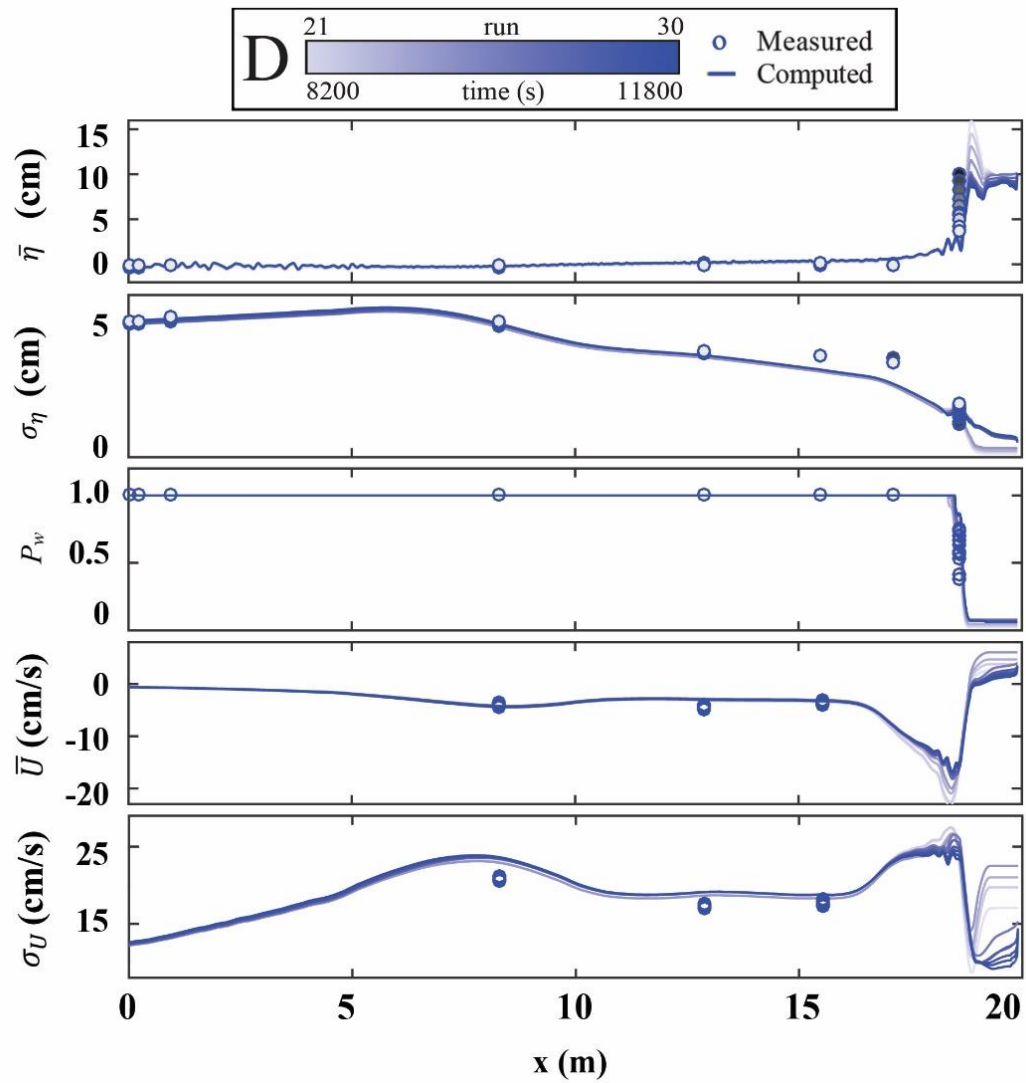 D
21 run 30
8200 time (s) 11800
Measured
Computed
η̄ (cm)
15
10
5
0
σ_η (cm)
5
0
P_w
1.0
0.5
0
U̅ (cm/s)
0
-10
-20
σ_U (cm/s)
25
15
0 5 10 15 20
x (m)